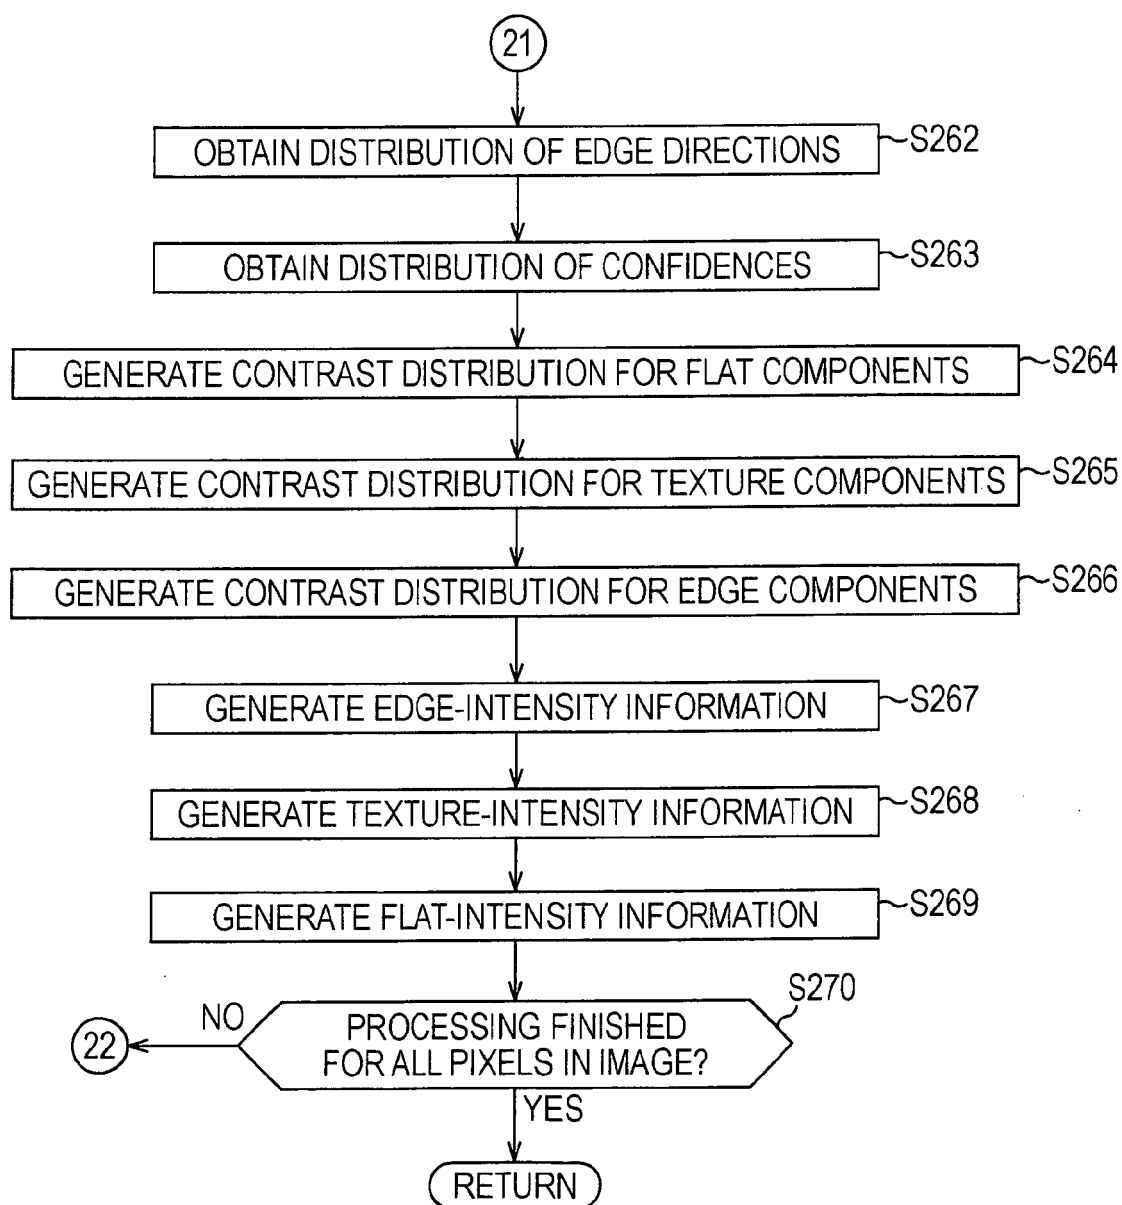 21
OBTAIN DISTRIBUTION OF EDGE DIRECTIONS
S262
OBTAIN DISTRIBUTION OF CONFIDENCES
S263
GENERATE CONTRAST DISTRIBUTION FOR FLAT COMPONENTS
S264
GENERATE CONTRAST DISTRIBUTION FOR TEXTURE COMPONENTS
S265
GENERATE CONTRAST DISTRIBUTION FOR EDGE COMPONENTS
S266
GENERATE EDGE-INTENSITY INFORMATION
S267
GENERATE TEXTURE-INTENSITY INFORMATION
S268
GENERATE FLAT-INTENSITY INFORMATION
S269
S270
NO
22
PROCESSING FINISHED
FOR ALL PIXELS IN IMAGE?
YES
RETURN